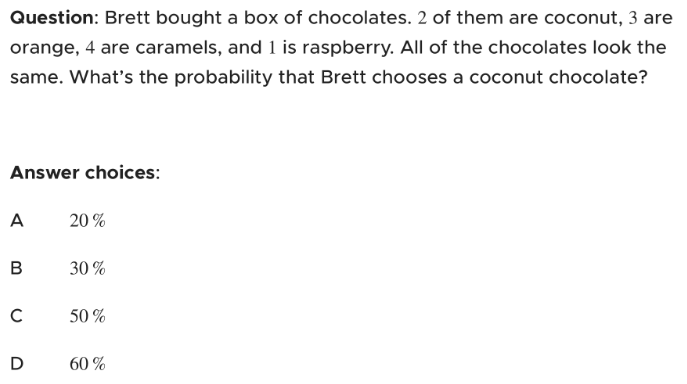 Question: Brett bought a box of chocolates. 2 of them are coconut, 3 are
orange, 4 are caramels, and 1 is raspberry. All of the chocolates look the
same. What's the probability that Brett chooses a coconut chocolate?
Answer choices:
A 20 %
B 30 %
C 50 %
D 60 %